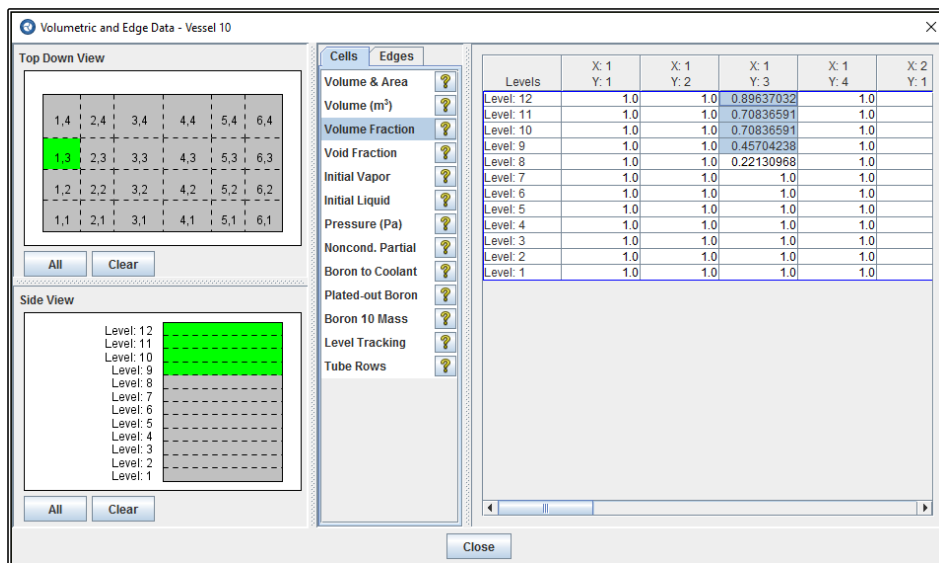 Volumetric and Edge Data - Vessel 10
Top Down View
1,4 2,4 3,4 4,4 5,4 6,4
1,3 2,3 3,3 4,3 5,3 6,3
1,2 2,2 3,2 4,2 5,2 6,2
1,1 2,1 3,1 4,1 5,1 6,1
All Clear
Side View
Level: 12
Level: 11
Level: 10
Level: 9
Level: 8
Level: 7
Level: 6
Level: 5
Level: 4
Level: 3
Level: 2
Level: 1
All Clear
Cells Edges
Volume & Area ?
Volume (m³) ?
Volume Fraction ?
Void Fraction ?
Initial Vapor ?
Initial Liquid ?
Pressure (Pa) ?
Noncond. Partial ?
Boron to Coolant ?
Plated-out Boron ?
Boron 10 Mass ?
Level Tracking ?
Tube Rows ?
X: 1 X: 1 X: 1 X: 1 X: 2
Levels Y: 1 Y: 2 Y: 3 Y: 4 Y: 1
Level: 12 1.0 1.0 0.89637032 1.0
Level: 11 1.0 1.0 0.70836591 1.0
Level: 10 1.0 1.0 0.70836591 1.0
Level: 9 1.0 1.0 0.45704238 1.0
Level: 8 1.0 1.0 0.22130968 1.0
Level: 7 1.0 1.0 1.0 1.0
Level: 6 1.0 1.0 1.0 1.0
Level: 5 1.0 1.0 1.0 1.0
Level: 4 1.0 1.0 1.0 1.0
Level: 3 1.0 1.0 1.0 1.0
Level: 2 1.0 1.0 1.0 1.0
Level: 1 1.0 1.0 1.0 1.0
Close